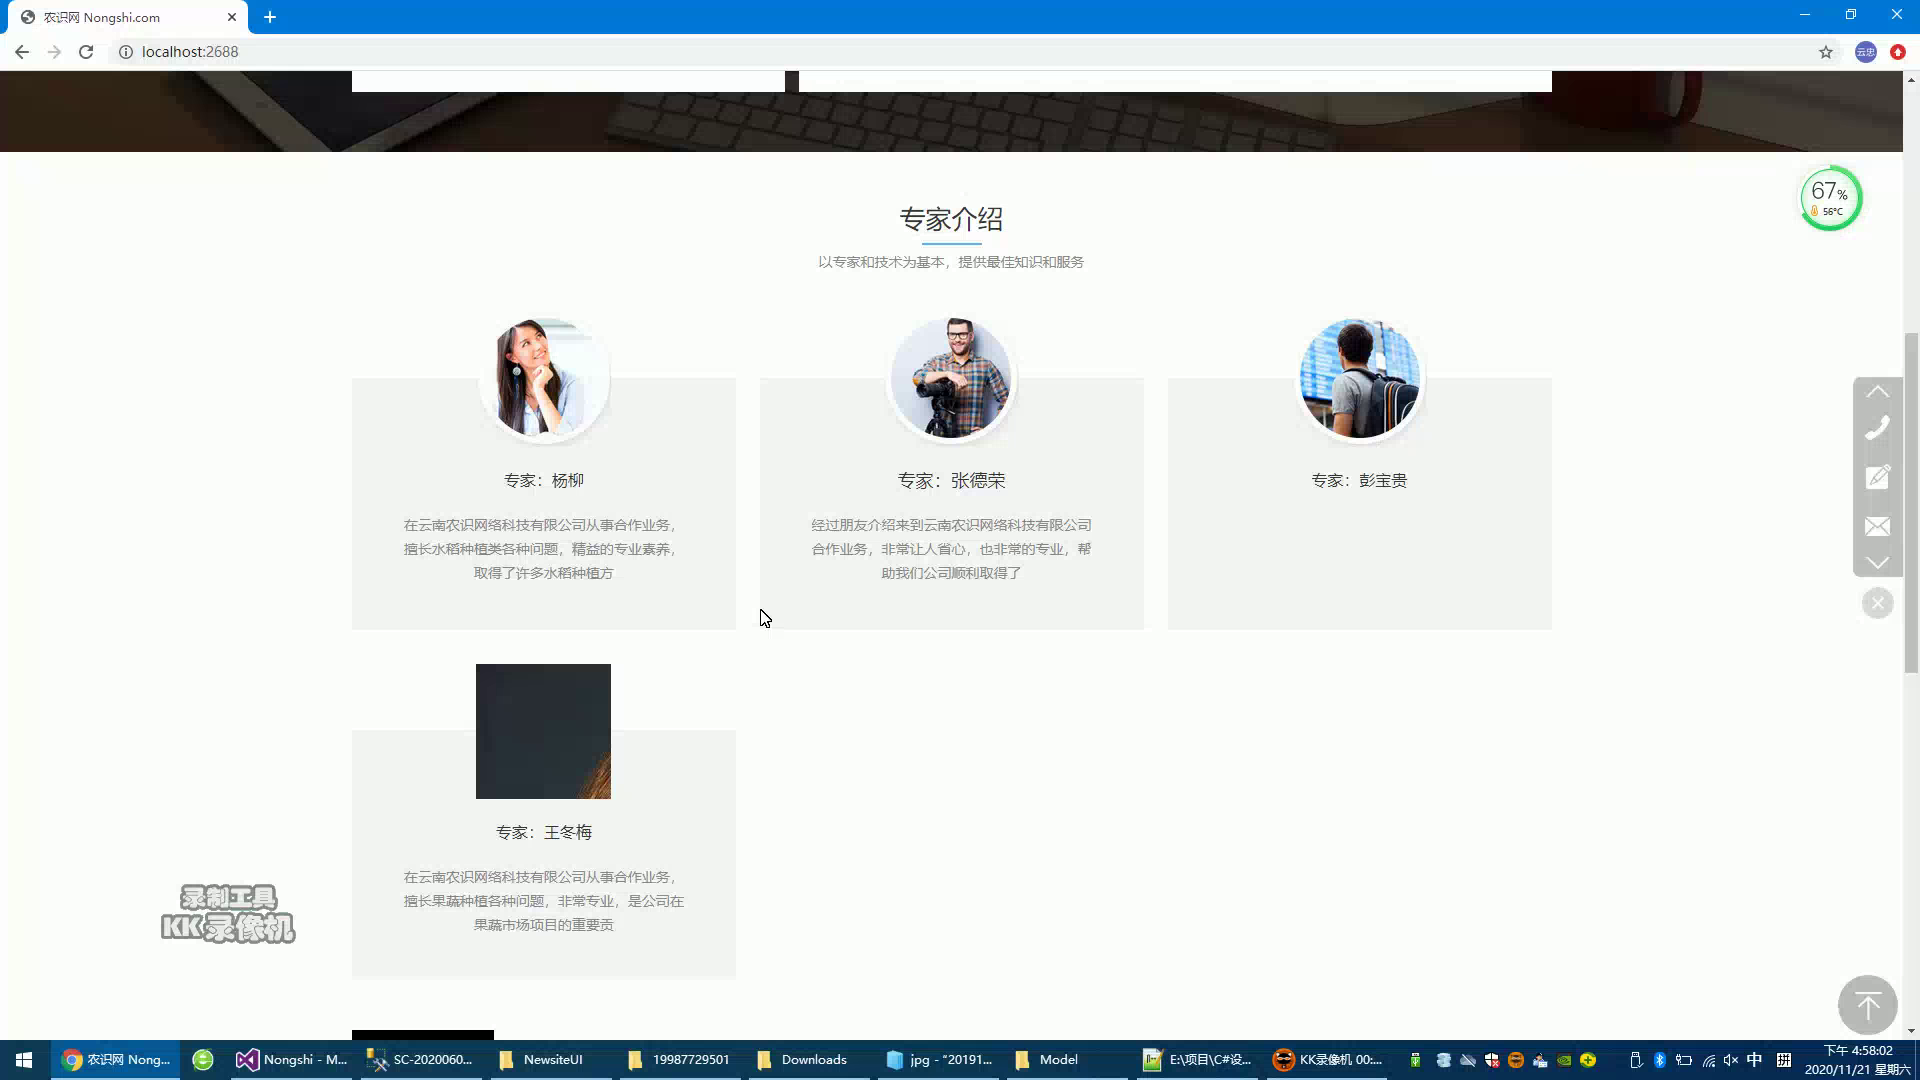 农识网 Nongshi.com
localhost:2688
云忠
专家介绍
以专家和技术为基本，提供最佳知识和服务
67%
56°C
专家：杨柳
专家：张德荣
专家：彭宝贵
在云南农识网络科技有限公司从事合作业务，
擅长水稻种植类各种问题，精益的专业素养，
取得了许多水稻种植方
经过朋友介绍来到云南农识网络科技有限公司
合作业务，非常让人省心，也非常的专业，帮
助我们公司顺利取得了
专家：王冬梅
在云南农识网络科技有限公司从事合作业务，
擅长果蔬种植各种问题，非常专业，是公司在
果蔬市场项目的重要贡
录制工具
KK录像机
农识网 Nong...
Nongshi - M...
SC-2020060...
NewsiteUI
19987729501
Downloads
jpg - "20191...
Model
E:\项目\C#设...
KK录像机 00:...
中
拼
下午 4:58:02
2020/11/21 星期六